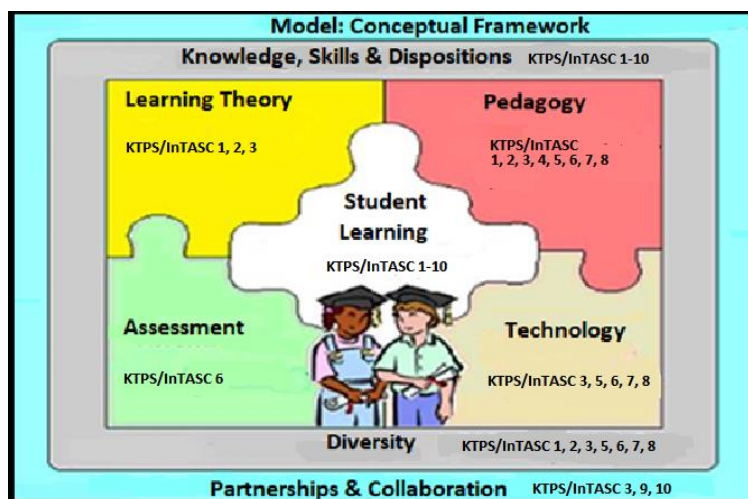 Model: Conceptual Framework
Knowledge, Skills & Dispositions KTPS/InTASC 1-10
Learning Theory
KTPS/InTASC 1, 2, 3
Pedagogy
KTPS/InTASC
1, 2, 3, 4, 5, 6, 7, 8
Student
Learning
KTPS/InTASC 1-10
Assessment
KTPS/InTASC 6
Technology
KTPS/InTASC 3, 5, 6, 7, 8
Diversity KTPS/InTASC 1, 2, 3, 5, 6, 7, 8
Partnerships & Collaboration KTPS/InTASC 3, 9, 10